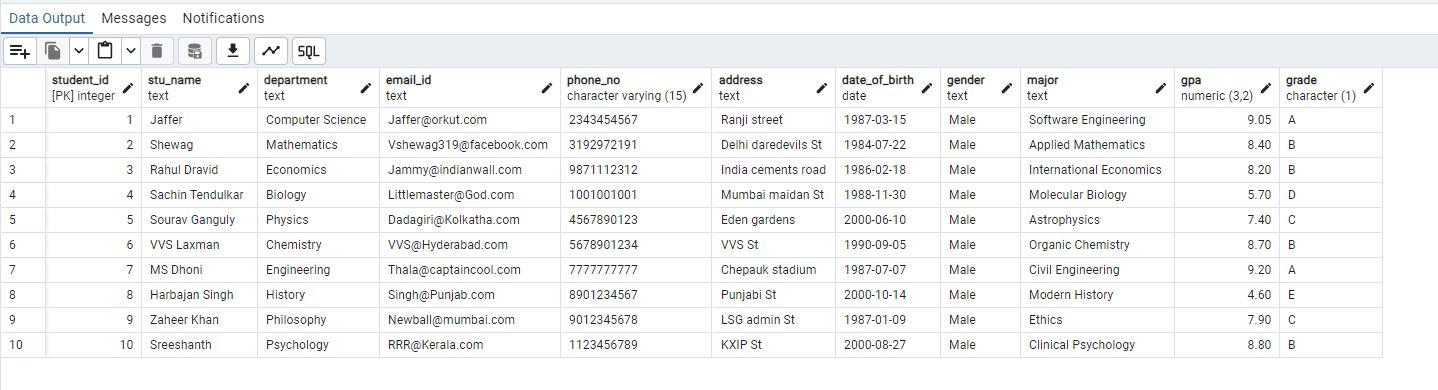 Data Output Messages Notifications
SQL
student_id stu_name department email_id phone_no address date_of_birth gender major gpa grade
[PK] integer text text text character varying (15) text date text text numeric (3,2) character (1)
1 1 Jaffer Computer Science Jaffer@orkut.com 2343454567 Ranji street 1987-03-15 Male Software Engineering 9.05 A
2 2 Shewag Mathematics Vshewag319@facebook.com 3192972191 Delhi daredevils St 1984-07-22 Male Applied Mathematics 8.40 B
3 3 Rahul Dravid Economics Jammy@indianwall.com 9871112312 India cements road 1986-02-18 Male International Economics 8.20 B
4 4 Sachin Tendulkar Biology Littlemaster@God.com 1001001001 Mumbai maidan St 1988-11-30 Male Molecular Biology 5.70 D
5 5 Sourav Ganguly Physics Dadagiri@Kolkatha.com 4567890123 Eden gardens 2000-06-10 Male Astrophysics 7.40 C
6 6 VVS Laxman Chemistry VVS@Hyderabad.com 5678901234 VVS St 1990-09-05 Male Organic Chemistry 8.70 B
7 7 MS Dhoni Engineering Thala@captaincool.com 7777777777 Chepauk stadium 1987-07-07 Male Civil Engineering 9.20 A
8 8 Harbajan Singh History Singh@Punjab.com 8901234567 Punjabi St 2000-10-14 Male Modern History 4.60 E
9 9 Zaheer Khan Philosophy Newball@mumbai.com 9012345678 LSG admin St 1987-01-09 Male Ethics 7.90 C
10 10 Sreeshanth Psychology RRR@Kerala.com 1123456789 KXIP St 2000-08-27 Male Clinical Psychology 8.80 B